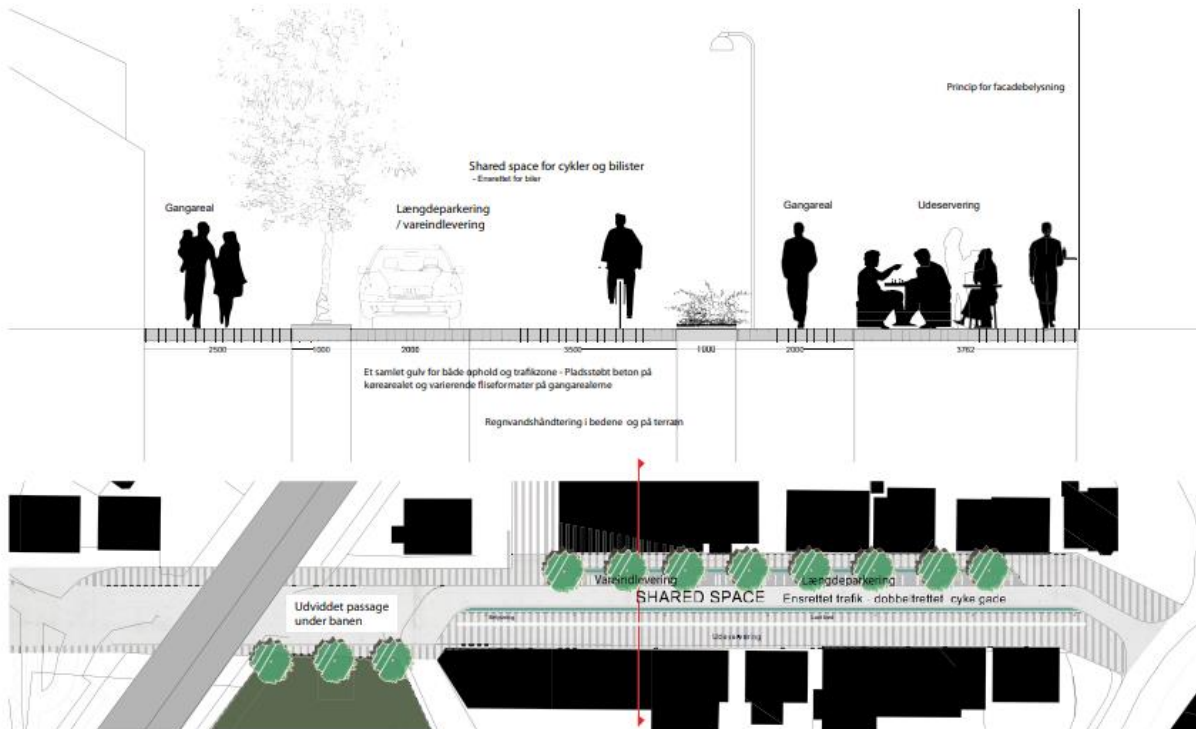 Princip for facadebelysning
Shared space for cykler og bilister
- Ensrettet for biler
Gangareal
Længdeparkering
/ vareindlevering
Gangareal
Udeservering
2500
1000
2000
3500
1000
2000
3762
Et samlet gulv for både ophold og trafikzone - Pladsstøbt beton på
kørearealet og varierende fliseformater på gangarealerne
Regnvandshåndtering i bedene og på terræn
Vareindlevering
Længdeparkering
SHARED SPACE
Ensrettet trafik - dobbeltrettet cyke gade
Udviddet passage
under banen
Udeservering